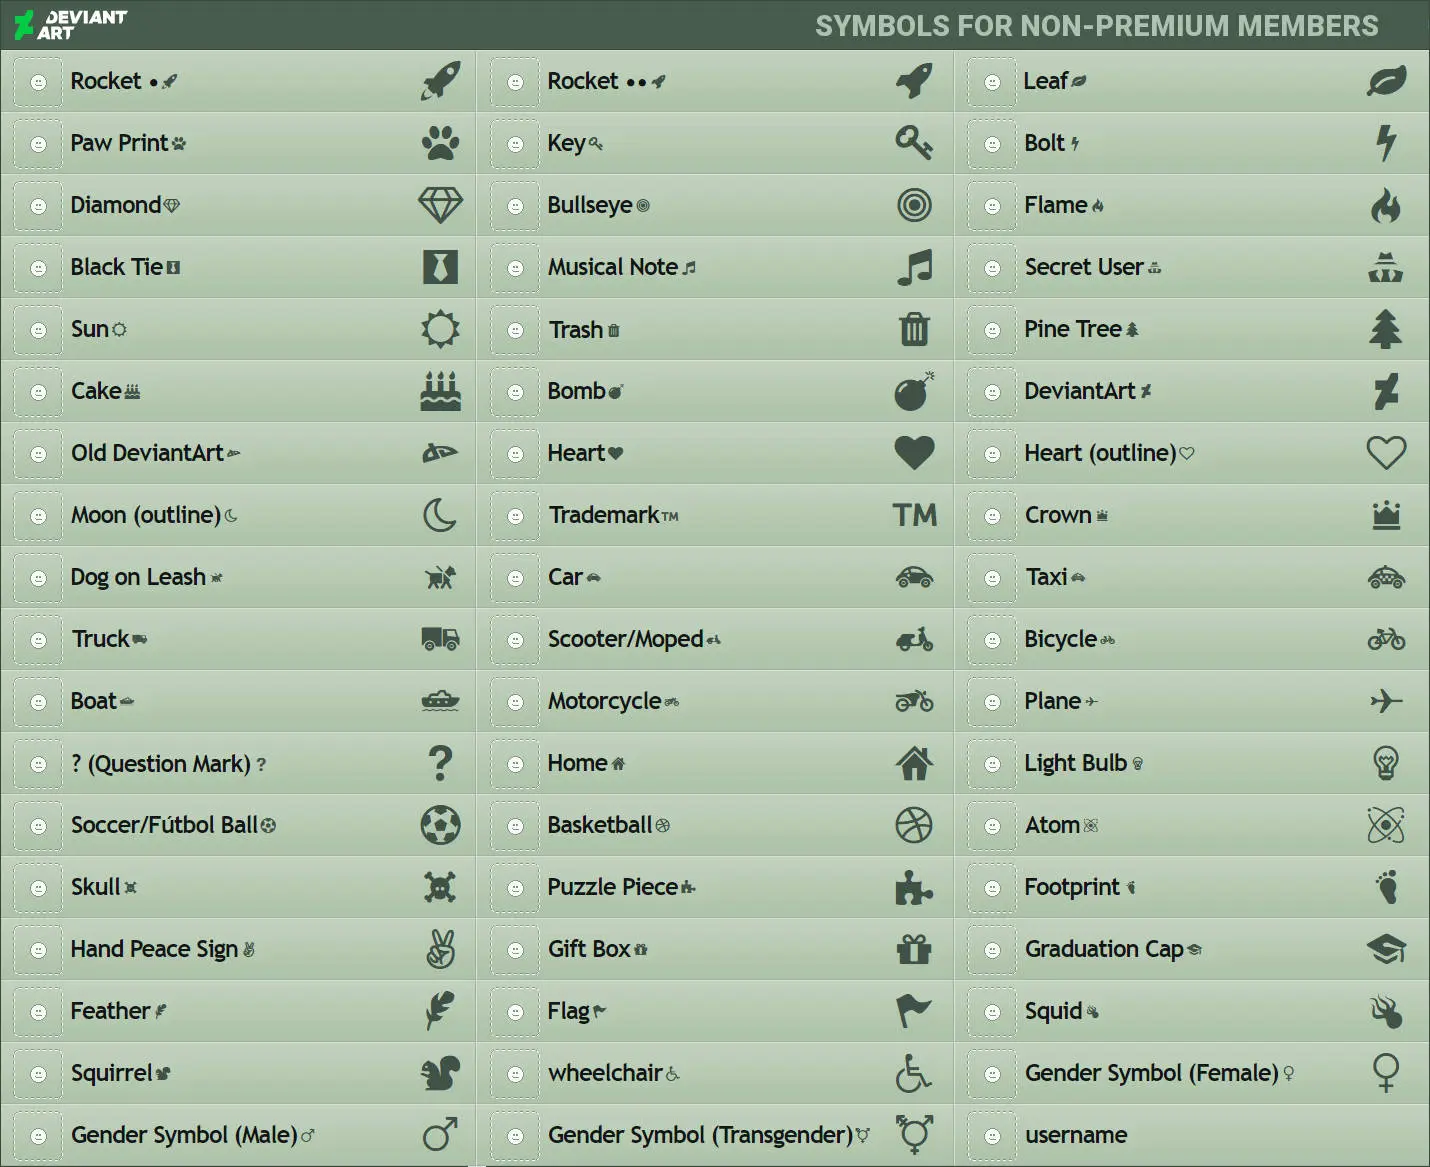 DEVIANT
ART
SYMBOLS FOR NON-PREMIUM MEMBERS
Rocket
Rocket
Leaf
Paw Print
Key
Bolt
Diamond
Bullseye
Flame
Black Tie
Musical Note
Secret User
Sun
Trash
Pine Tree
Cake
Bomb
DeviantArt
Old DeviantArt
Heart
Heart (outline)
Moon (outline)
Trademark TM
TM
Crown
Dog on Leash
Car
Taxi
Truck
Scooter/Moped
Bicycle
Boat
Motorcycle
Plane
? (Question Mark) ?
?
Home
Light Bulb
Soccer/Fútbol Ball
Basketball
Atom
Skull
Puzzle Piece
Footprint
Hand Peace Sign
Gift Box
Graduation Cap
Feather
Flag
Squid
Squirrel
wheelchair
Gender Symbol (Female) ♀
♀
Gender Symbol (Male) ♂
♂
Gender Symbol (Transgender) ⚧
⚧
username